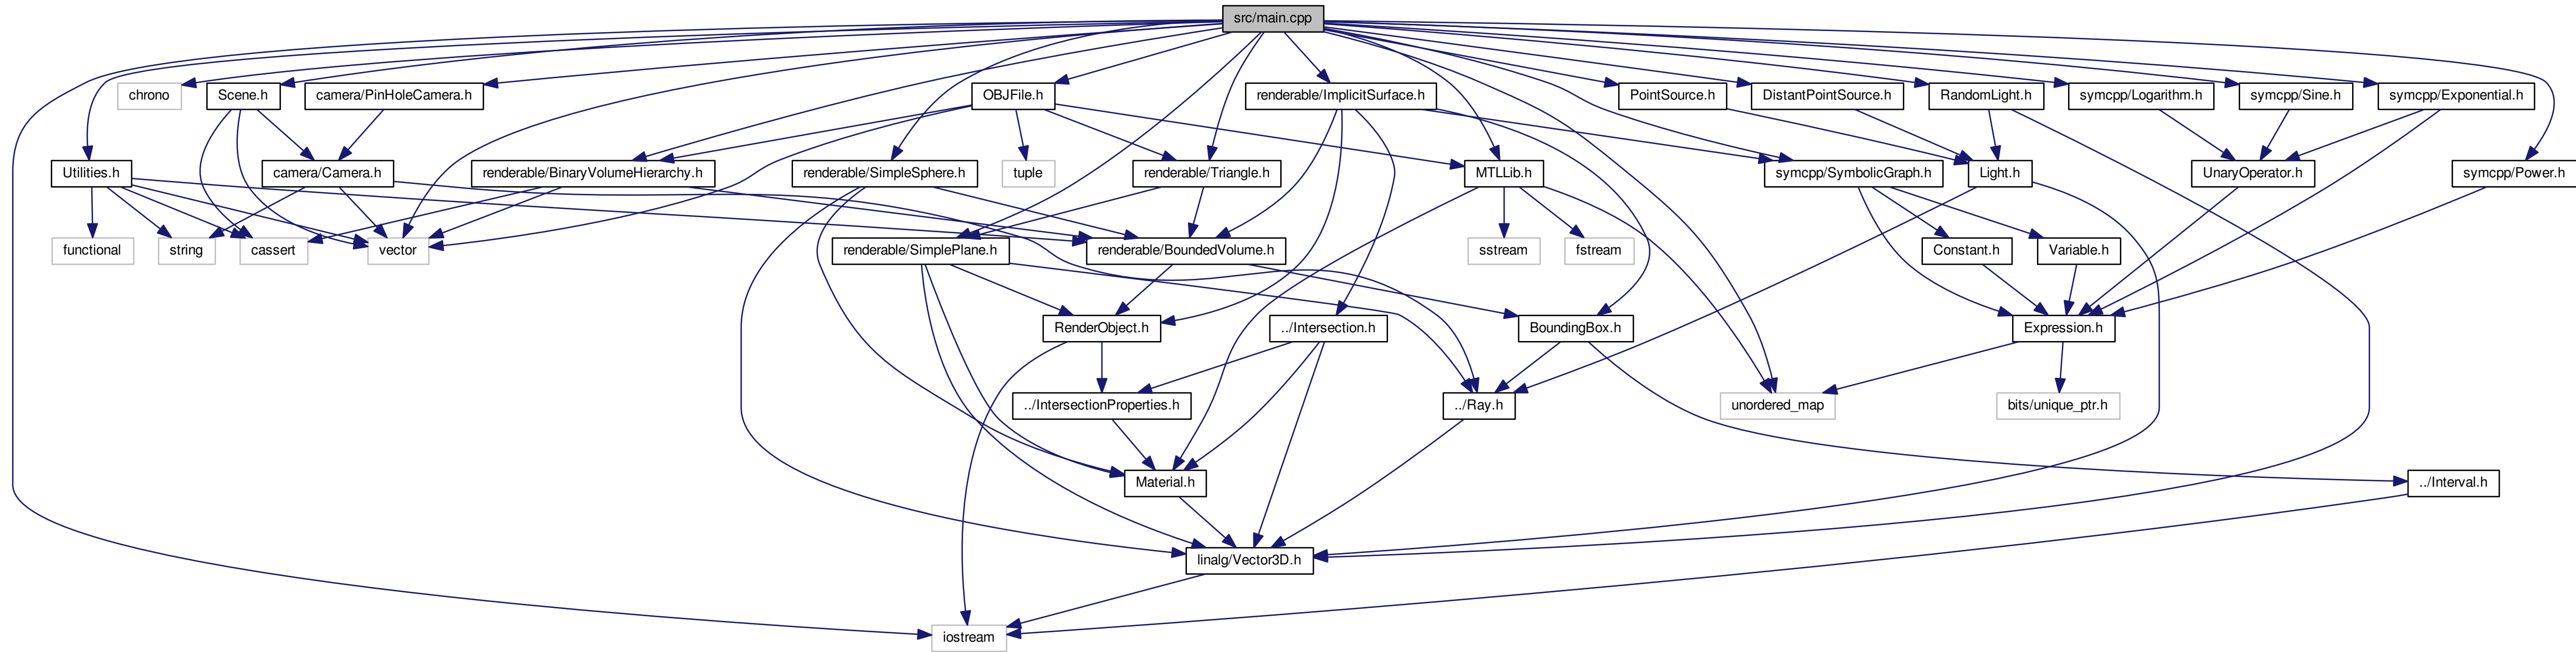 src/main.cpp
chrono
Scene.h
camera/PinHoleCamera.h
OBJFile.h
renderable/ImplicitSurface.h
PointSource.h
DistantPointSource.h
RandomLight.h
symcpp/Logarithm.h
symcpp/Sine.h
symcpp/Exponential.h
Utilities.h
camera/Camera.h
renderable/BinaryVolumeHierarchy.h
renderable/SimpleSphere.h
tuple
renderable/Triangle.h
MTLLib.h
symcpp/SymbolicGraph.h
Light.h
UnaryOperator.h
symcpp/Power.h
functional
string
cassert
vector
renderable/SimplePlane.h
renderable/BoundedVolume.h
sstream
fstream
Constant.h
Variable.h
RenderObject.h
../Intersection.h
BoundingBox.h
Expression.h
../IntersectionProperties.h
../Ray.h
unordered_map
bits/unique_ptr.h
Material.h
../Interval.h
linalg/Vector3D.h
iostream